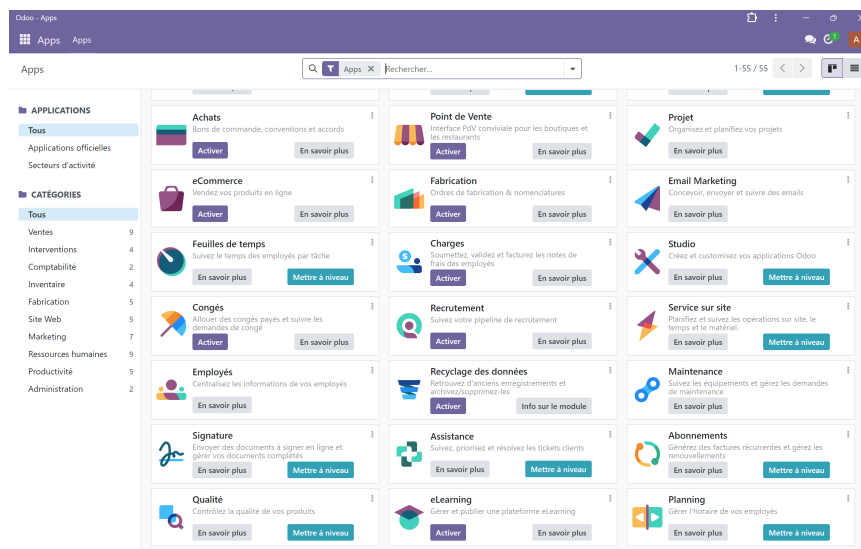 Odoo - Apps
Apps Apps
1
A
Apps
Apps
Rechercher...
1-55 / 55
APPLICATIONS
Tous
Applications officielles
Secteurs d'activité
CATÉGORIES
Tous
Ventes 9
Interventions 4
Comptabilité 2
Inventaire 4
Fabrication 5
Site Web 5
Marketing 7
Ressources humaines 9
Productivité 5
Administration 2
Achats
Bons de commande, conventions et accords
Activer En savoir plus
Point de Vente
Interface PdV conviviale pour les boutiques et
les restaurants
Activer En savoir plus
Projet
Organisez et planifiez vos projets
En savoir plus
eCommerce
Vendez vos produits en ligne
Activer En savoir plus
Fabrication
Ordres de fabrication & nomenclatures
Activer En savoir plus
Email Marketing
Concevoir, envoyer et suivre des emails
En savoir plus
Feuilles de temps
Suivez le temps des employés par tâche
En savoir plus Mettre à niveau
Charges
Soumettez, validez et facturez les notes de
frais des employés
Activer En savoir plus
Studio
Créez et customisez vos applications Odoo
En savoir plus Mettre à niveau
Congés
Allouer des congés payés et suivre les
demandes de congé
Activer En savoir plus
Recrutement
Suivez votre pipeline de recrutement
Activer En savoir plus
Service sur site
Planifiez et suivez les opérations sur site, le
temps et le matériel.
En savoir plus Mettre à niveau
Employés
Centralisez les informations de vos employés
En savoir plus
Recyclage des données
Retrouvez d'anciens enregistrements et
archivez/supprimez-les
Activer Info sur le module
Maintenance
Suivez les équipements et gérez les demandes
de maintenance
En savoir plus
Signature
Envoyer des documents à signer en ligne et
gérer vos documents complétés
En savoir plus Mettre à niveau
Assistance
Suivez, priorisez et résolvez les tickets clients
En savoir plus Mettre à niveau
Abonnements
Générez des factures récurrentes et gérez les
renouvellements
En savoir plus Mettre à niveau
Qualité
Contrôlez la qualité de vos produits
En savoir plus Mettre à niveau
eLearning
Gérer et publier une plateforme eLearning
Activer En savoir plus
Planning
Gérer l'horaire de vos employés
En savoir plus Mettre à niveau